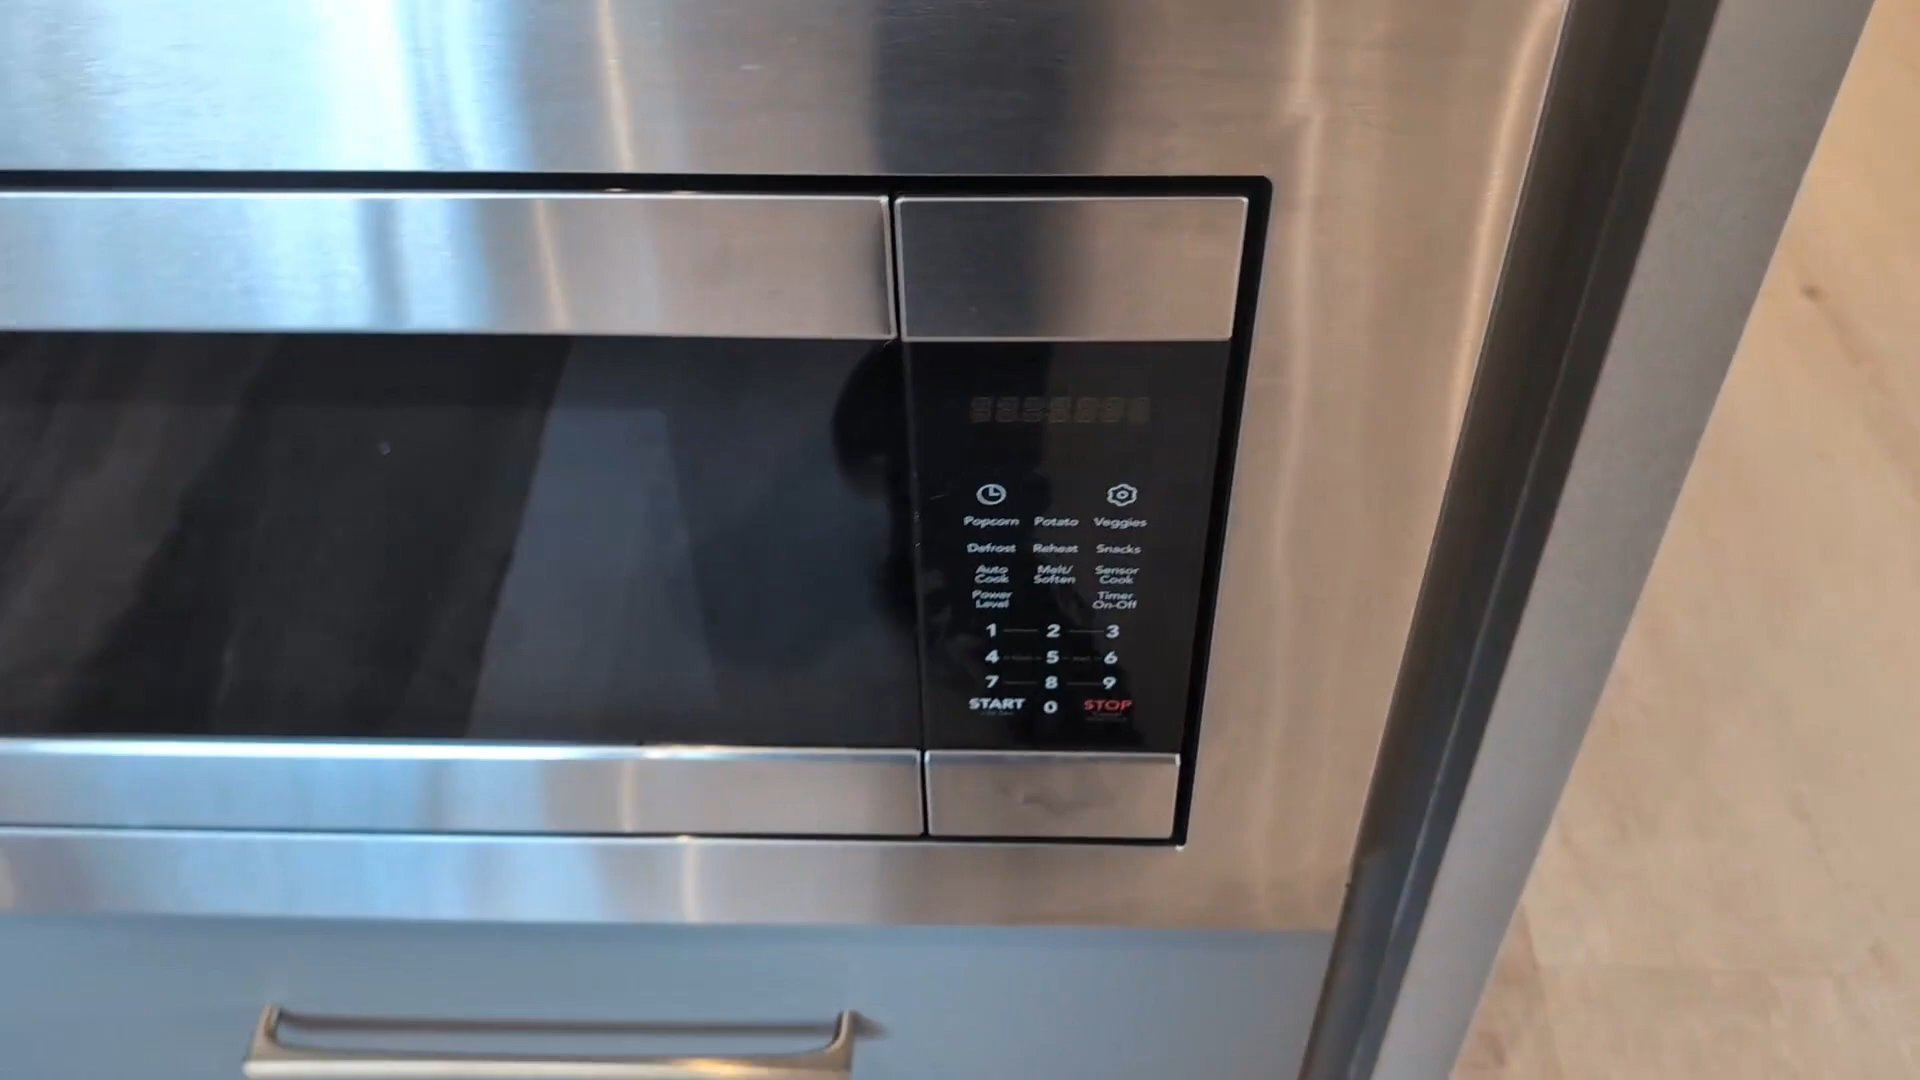 Popcorn Potato Veggies
Defrost Reheat Snacks
Auto Cook Melt/ Soften Sensor Cook
Power Level Timer On-Off
1 2 3
4 5 6
7 8 9
START 0 STOP